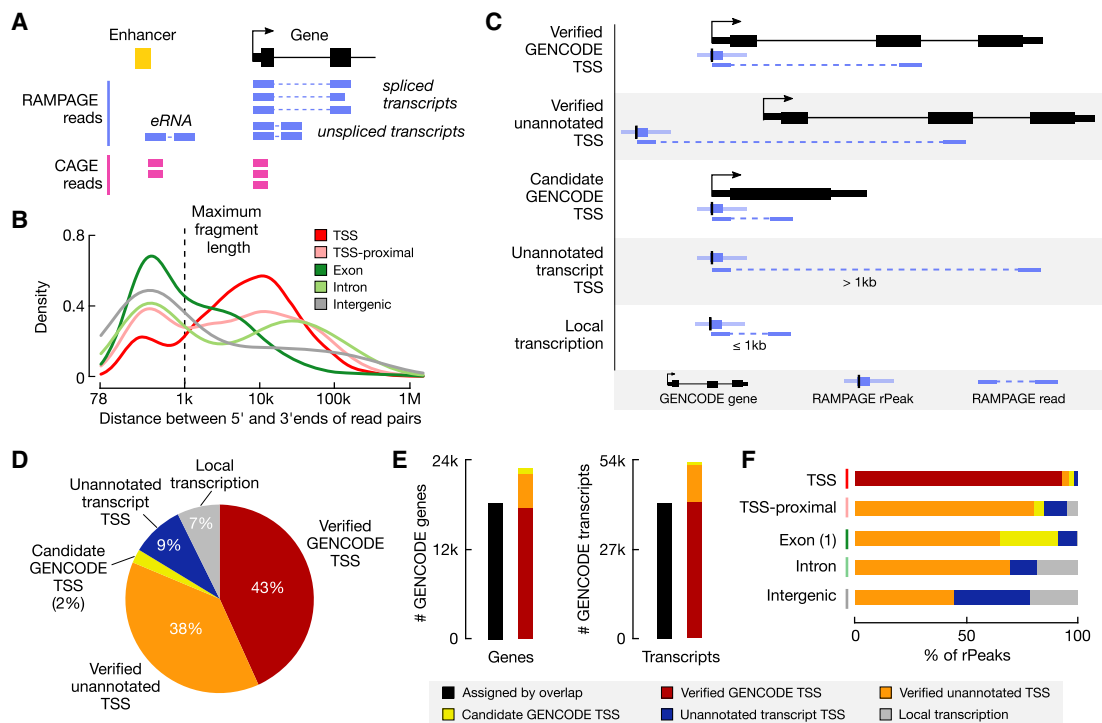 A
Enhancer
Gene
RAMPAGE
reads
eRNA
spliced
transcripts
unspliced transcripts
CAGE
reads
B
Maximum
fragment
length
0.8
0.4
0
Density
TSS
TSS-proximal
Exon
Intron
Intergenic
78
1k
10k
100k
1M
Distance between 5' and 3'ends of read pairs
C
Verified
GENCODE
TSS
Verified
unannotated
TSS
Candidate
GENCODE
TSS
Unannotated
transcript
TSS
> 1kb
Local
transcription
≤ 1kb
GENCODE gene
RAMPAGE rPeak
RAMPAGE read
D
Local
transcription
Unannotated
transcript
TSS
Candidate
GENCODE
TSS
(2%)
Verified
unannotated
TSS
Verified
GENCODE
TSS
7%
9%
43%
38%
E
24k
12k
0
# GENCODE genes
Genes
54k
27k
0
# GENCODE transcripts
Transcripts
F
TSS
TSS-proximal
Exon (1)
Intron
Intergenic
0
50
100
% of rPeaks
Assigned by overlap
Verified GENCODE TSS
Verified unannotated TSS
Candidate GENCODE TSS
Unannotated transcript TSS
Local transcription